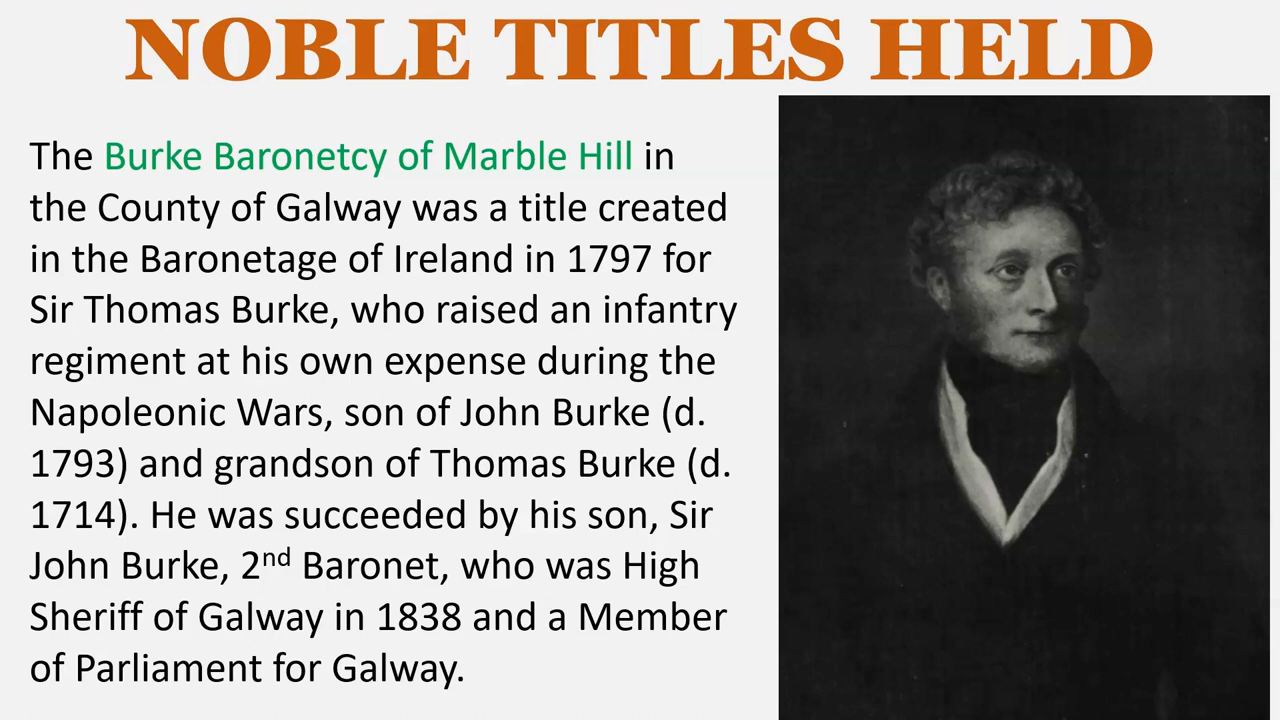 NOBLE TITLES HELD
The Burke Baronetcy of Marble Hill in
the County of Galway was a title created
in the Baronetage of Ireland in 1797 for
Sir Thomas Burke, who raised an infantry
regiment at his own expense during the
Napoleonic Wars, son of John Burke (d.
1793) and grandson of Thomas Burke (d.
1714). He was succeeded by his son, Sir
John Burke, 2nd Baronet, who was High
Sheriff of Galway in 1838 and a Member
of Parliament for Galway.